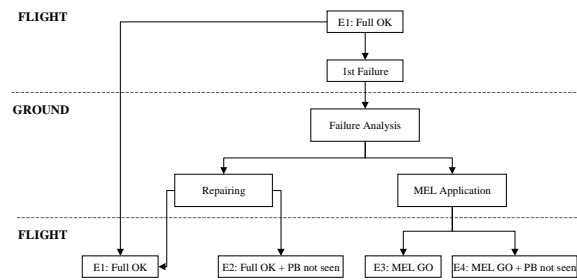 FLIGHT
E1: Full OK
1st Failure
GROUND
Failure Analysis
Repairing
MEL Application
FLIGHT
E1: Full OK
E2: Full OK + PB not seen
E3: MEL GO
E4: MEL GO + PB not seen